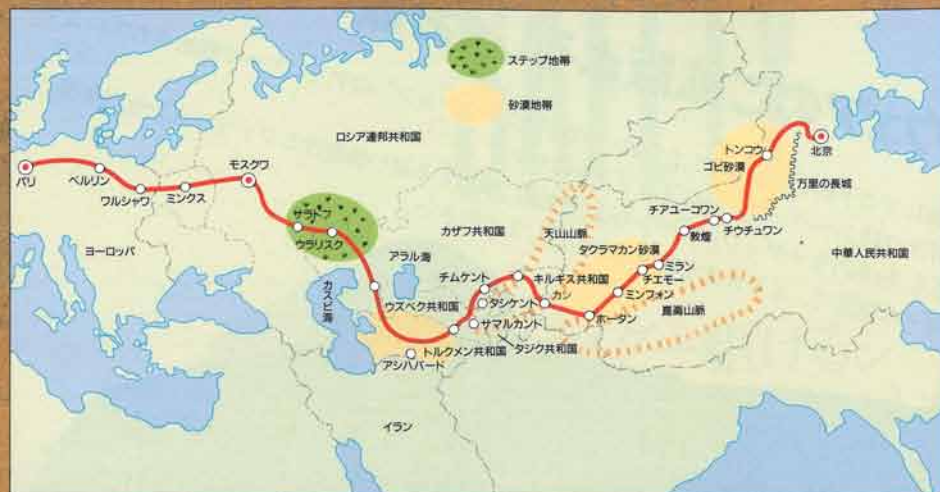 ステップ地帯
砂漠地帯
ロシア連邦共和国
モスクワ
パリ
ベルリン
ワルシャワ
ミンクス
サラトフ
ウラリスク
ヨーロッパ
カスピ海
アラル海
カザフ共和国
ウズベク共和国
チムケント
タシケント
サマルカント
トルクメン共和国
タジク共和国
アシハバード
イラン
キルギス共和国
天山山脈
タクラマカン砂漠
カシ
ホータン
ミンフォン
チエモー
ミラン
崑崙山脈
敦煌
チアユーコワン
チウチュワン
ゴビ砂漠
トンコウ
北京
万里の長城
中華人民共和国